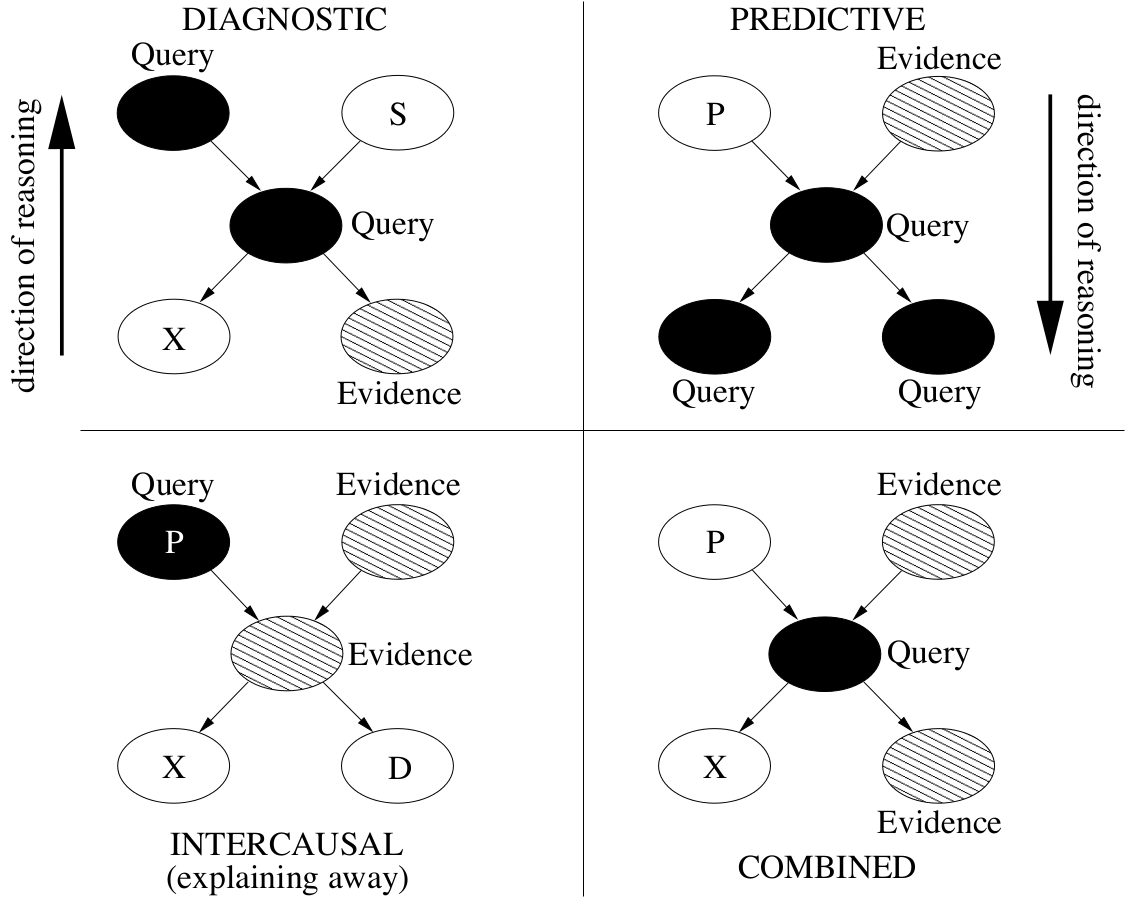 DIAGNOSTIC
Query
S
direction of reasoning
Query
X
Evidence
PREDICTIVE
Evidence
P
direction of reasoning
Query
Query
Query
Query
Evidence
P
Evidence
X
D
INTERCAUSAL
(explaining away)
Evidence
P
Query
X
Evidence
COMBINED